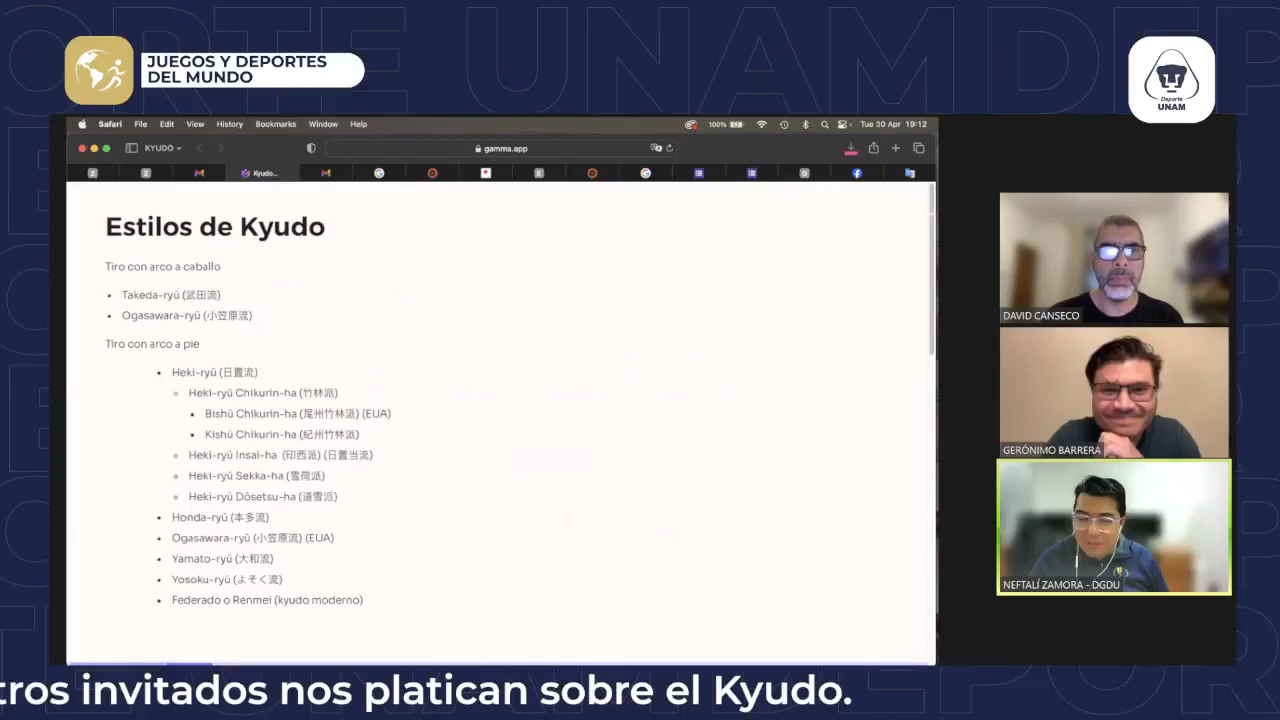 JUEGOS Y DEPORTES
DEL MUNDO
Deporte
UNAM
Safari File Edit View History Bookmarks Window Help
100% Tue 30 Apr 19:12
KYUDO
gamma.app
Kyudo...
Estilos de Kyudo
Tiro con arco a caballo
• Takeda-ryū (武田流)
• Ogasawara-ryū (小笠原流)
Tiro con arco a pie
• Heki-ryū (日置流)
◦ Heki-ryū Chikurin-ha (竹林派)
• Bishū Chikurin-ha (尾州竹林派) (EUA)
• Kishū Chikurin-ha (紀州竹林派)
◦ Heki-ryū Insai-ha (印西派) (日置当流)
◦ Heki-ryū Sekka-ha (雪荷派)
◦ Heki-ryū Dōsetsu-ha (道雪派)
• Honda-ryū (本多流)
• Ogasawara-ryū (小笠原流) (EUA)
• Yamato-ryū (大和流)
• Yosoku-ryū (よそく流)
• Federado o Renmei (kyudo moderno)
DAVID CANSECO
GERÓNIMO BARRERA
NEFTALÍ ZAMORA - DGDU
tros invitados nos platican sobre el Kyudo.